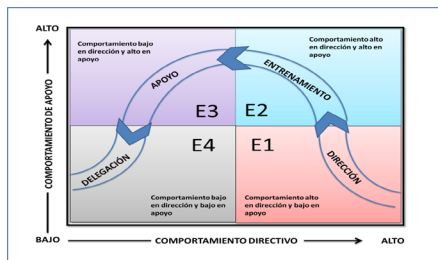 ALTO
Comportamiento bajo
en dirección y alto en
apoyo
Comportamiento alto
en dirección y alto en
apoyo
APOYO
ENTRENAMIENTO
E3
E2
COMPORTAMIENTO DE APOYO
E4
E1
DELEGACIÓN
DIRECCIÓN
Comportamiento bajo
en dirección y bajo en
apoyo
Comportamiento alto
en dirección y bajo en
apoyo
BAJO
COMPORTAMIENTO DIRECTIVO
ALTO